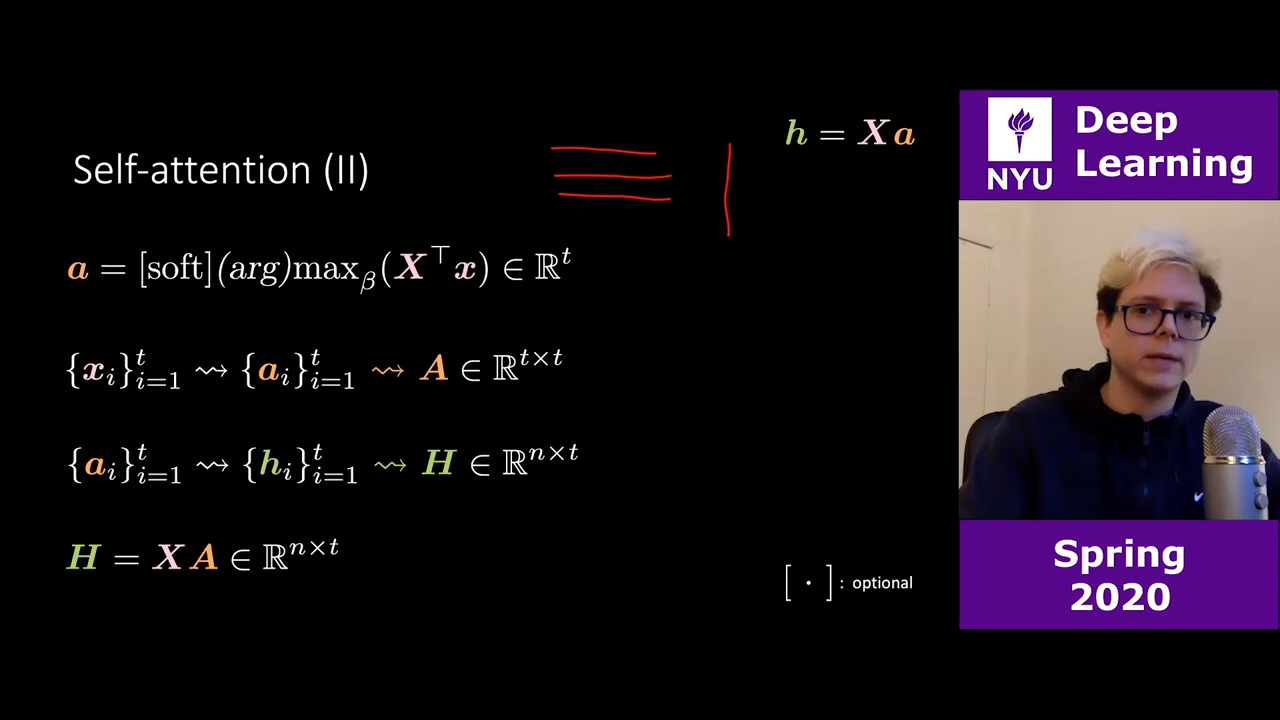 Self-attention (II)
h = Xa
a = [soft](arg)max_β(X^⊤x) ∈ ℝ^t
{x_i}_{i=1}^t ⇝ {a_i}_{i=1}^t ⇝ A ∈ ℝ^{t×t}
{a_i}_{i=1}^t ⇝ {h_i}_{i=1}^t ⇝ H ∈ ℝ^{n×t}
H = XA ∈ ℝ^{n×t}
[ · ] : optional
NYU
Deep
Learning
Spring
2020